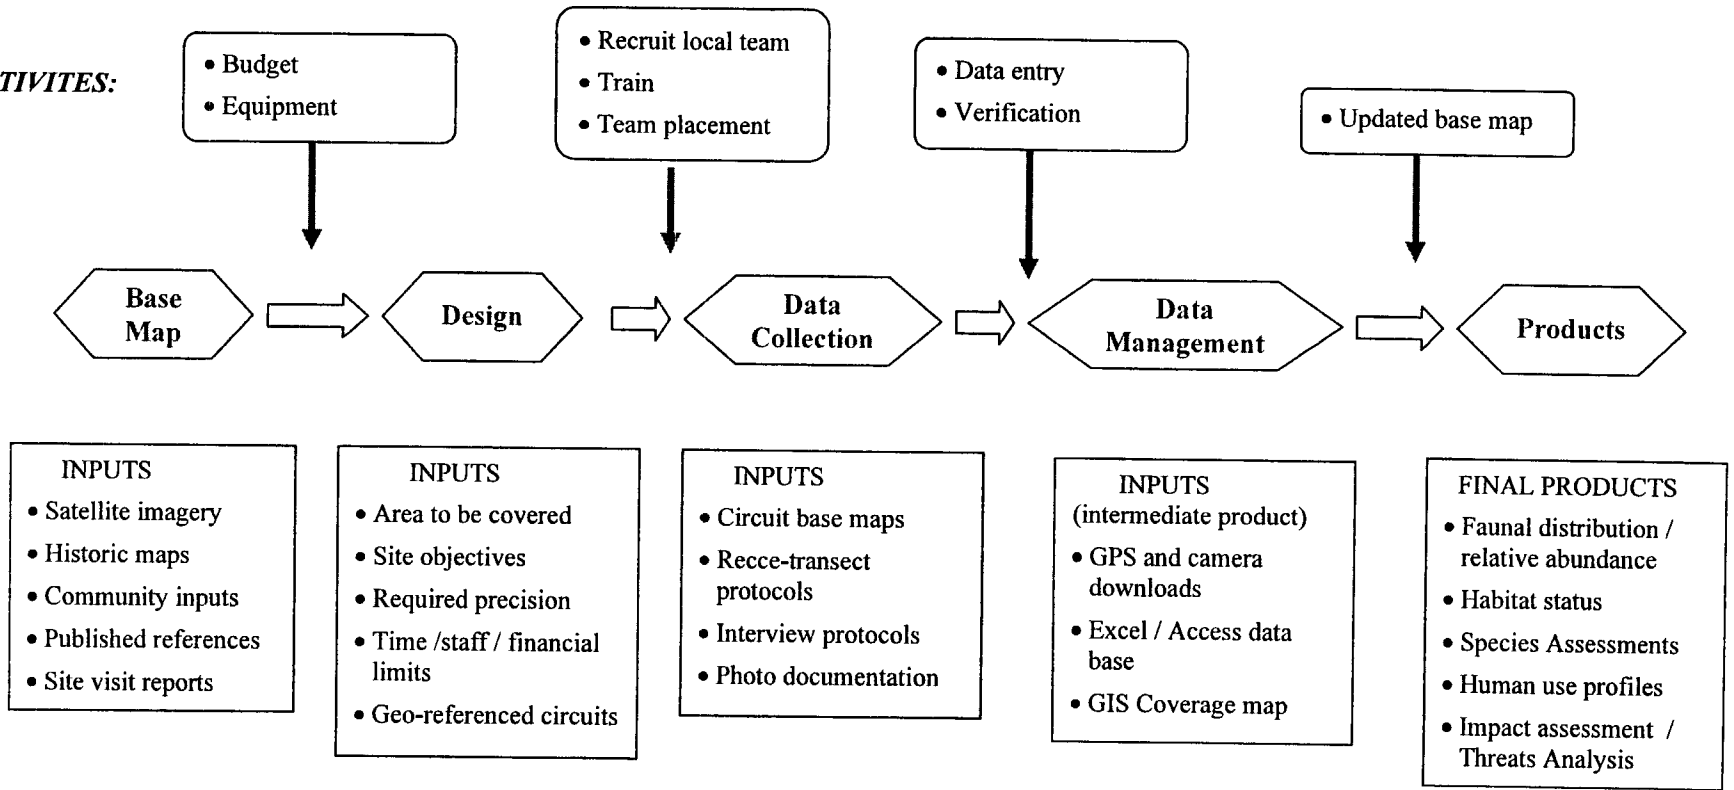 TIVITES:
• Budget
• Equipment
• Recruit local team
• Train
• Team placement
• Data entry
• Verification
• Updated base map
Base
Map
Design
Data
Collection
Data
Management
Products
INPUTS
• Satellite imagery
• Historic maps
• Community inputs
• Published references
• Site visit reports
INPUTS
• Area to be covered
• Site objectives
• Required precision
• Time /staff / financial
limits
• Geo-referenced circuits
INPUTS
• Circuit base maps
• Recce-transect
protocols
• Interview protocols
• Photo documentation
INPUTS
(intermediate product)
• GPS and camera
downloads
• Excel / Access data
base
• GIS Coverage map
FINAL PRODUCTS
• Faunal distribution /
relative abundance
• Habitat status
• Species Assessments
• Human use profiles
• Impact assessment /
Threats Analysis